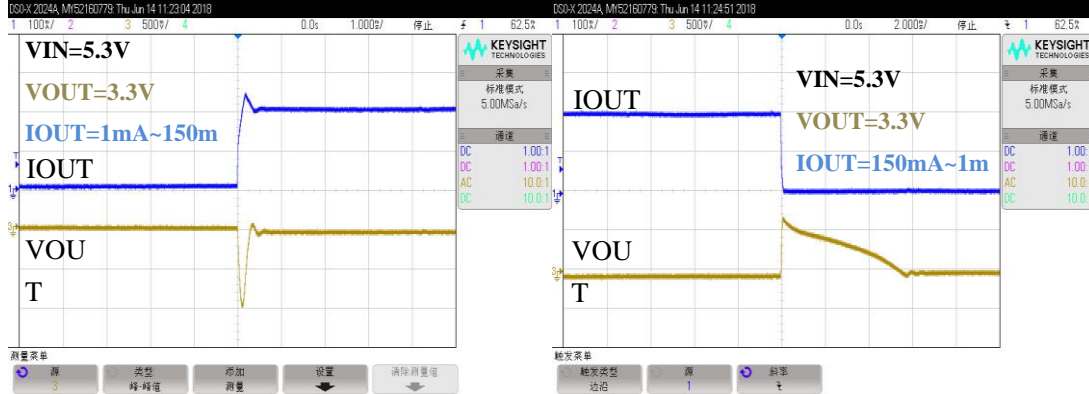 DSO-X 2024A, MY52160779: Thu Jun 14 11:23:04 2018
1 100%/ 2 3 500%/ 4 0.0s 1.000%/ 停止 1 62.5%
VIN=5.3V
VOUT=3.3V
IOUT=1mA~150m
IOUT
VOU
T
KEYSIGHT
TECHNOLOGIES
采集
标准模式
5.00MSa/s
通道
DC 1.00:1
DC 1.00:1
AC 10.0:1
DC 10.0:1
测量菜单
源
3
类型
峰-峰值
添加
测量
设置
清除测量值
DSO-X 2024A, MY52160779: Thu Jun 14 11:24:51 2018
1 100%/ 2 3 500%/ 4 0.0s 2.000%/ 停止 1 62.5%
IOUT
VIN=5.3V
VOUT=3.3V
IOUT=150mA~1m
VOU
T
KEYSIGHT
TECHNOLOGIES
采集
标准模式
5.00MSa/s
通道
DC 1.00:
DC 1.00:
AC 10.0:
DC 10.0:
触发菜单
触发类型
边沿
源
1
斜率